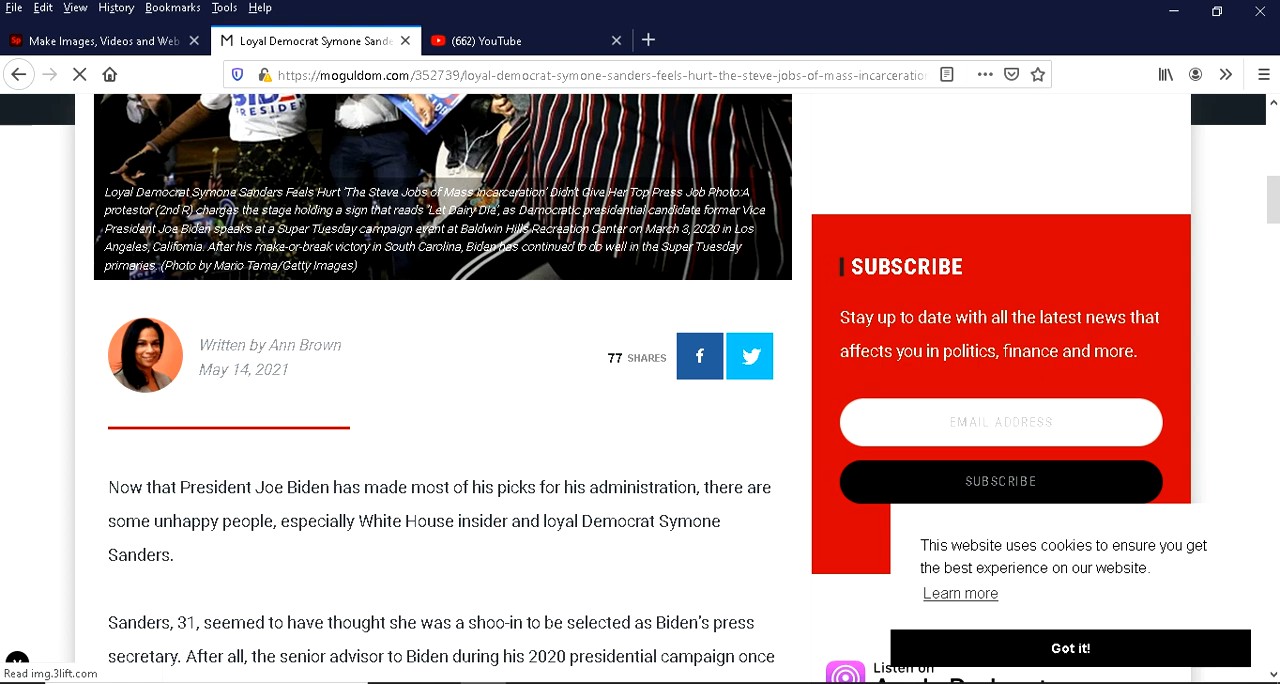 File Edit View History Bookmarks Tools Help
Make Images, Videos and Web
Loyal Democrat Symone Sande
(662) YouTube
https://moguldom.com/352739/loyal-democrat-symone-sanders-feels-hurt-the-steve-jobs-of-mass-incarceratio
PRESIDENT
Loyal Democrat Symone Sanders Feels Hurt 'The Steve Jobs of Mass Incarceration' Didn't Give Her Top Press Job Photo:A
protestor (2nd R) charges the stage holding a sign that reads 'Let Dairy Die', as Democratic presidential candidate former Vice
President Joe Biden speaks at a Super Tuesday campaign event at Baldwin Hills Recreation Center on March 3, 2020 in Los
Angeles, California. After his make-or-break victory in South Carolina, Biden has continued to do well in the Super Tuesday
primaries. (Photo by Mario Tama/Getty Images)
Written by Ann Brown
May 14, 2021
77 SHARES
Now that President Joe Biden has made most of his picks for his administration, there are
some unhappy people, especially White House insider and loyal Democrat Symone
Sanders.
Sanders, 31, seemed to have thought she was a shoo-in to be selected as Biden's press
secretary. After all, the senior advisor to Biden during his 2020 presidential campaign once
SUBSCRIBE
Stay up to date with all the latest news that
affects you in politics, finance and more.
EMAIL ADDRESS
SUBSCRIBE
This website uses cookies to ensure you get
the best experience on our website.
Learn more
Got it!
Listen on
Read img.3lift.com